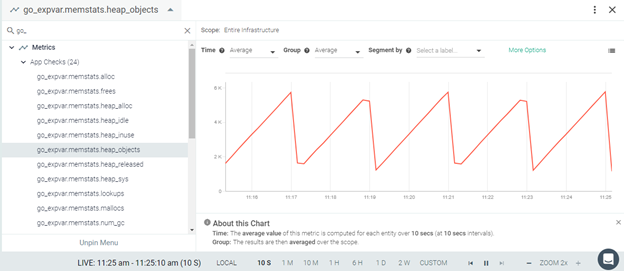 go_expvar.memstats.heap_objects
go_
Metrics
App Checks (24)
go_expvar.memstats.alloc
go_expvar.memstats.frees
go_expvar.memstats.heap_alloc
go_expvar.memstats.heap_idle
go_expvar.memstats.heap_inuse
go_expvar.memstats.heap_objects
go_expvar.memstats.heap_released
go_expvar.memstats.heap_sys
go_expvar.memstats.lookups
go_expvar.memstats.mallocs
go_expvar.memstats.num_gc
Unpin Menu
Scope: Entire Infrastructure
Time Average Group Average Segment by Select a label... More Options
6 K
4 K
2 K
0
11:16 11:17 11:18 11:19 11:20 11:21 11:22 11:23 11:24 11:25
About this Chart
Time: The average value of this metric is computed for each entity over 10 secs (at 10 secs intervals).
Group: The results are then averaged over the scope.
LIVE: 11:25 am - 11:25:10 am (10 S) LOCAL 10 S 1 M 10 M 1 H 6 H 1 D 2 W CUSTOM ZOOM 2x